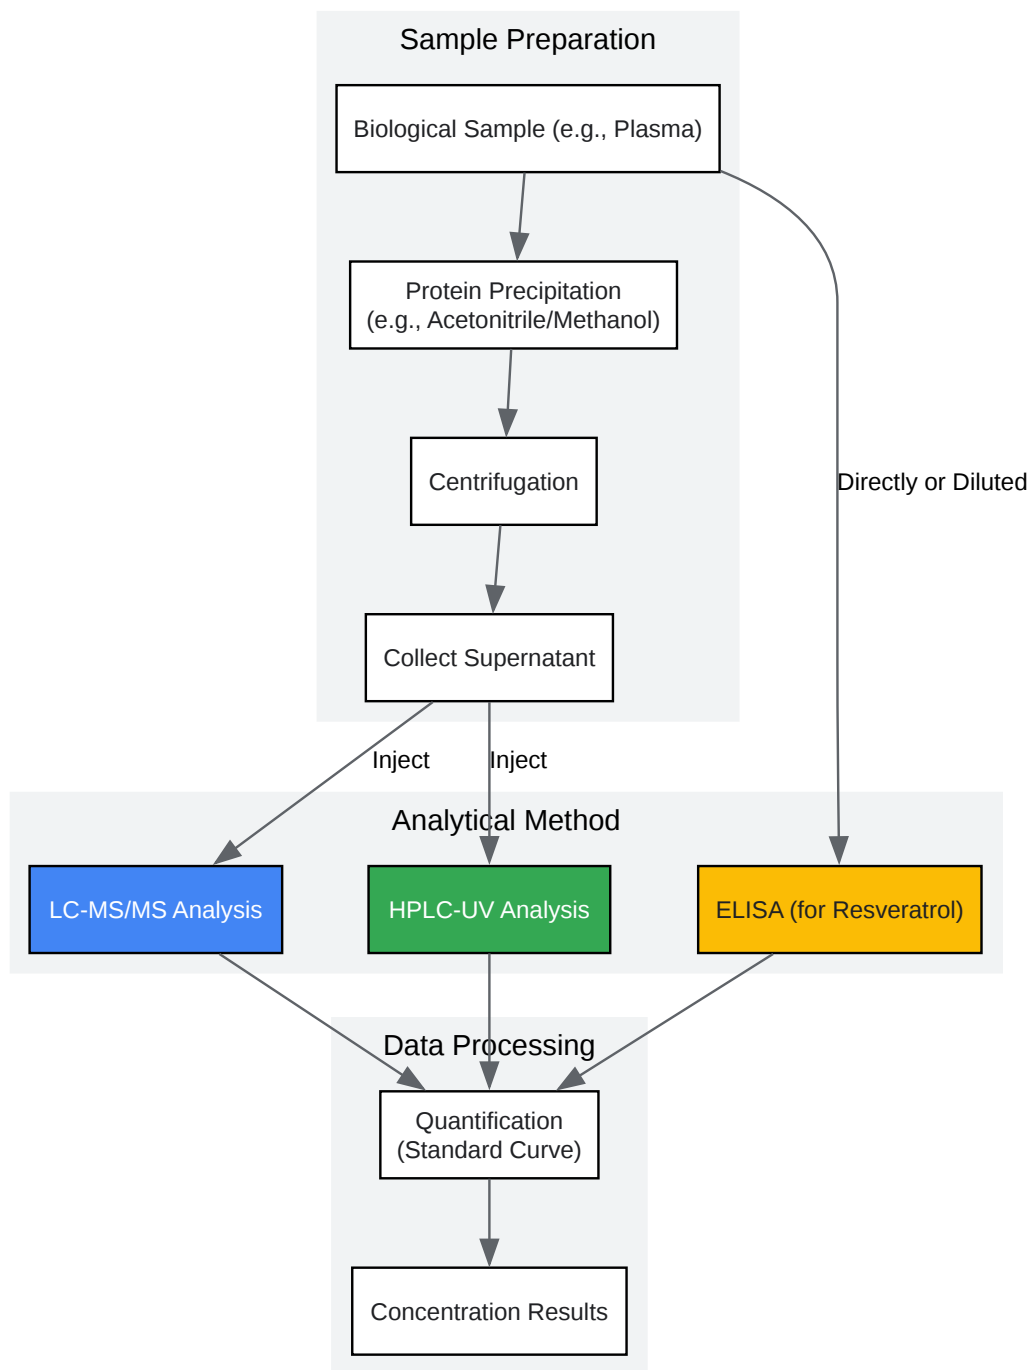 Sample Preparation
Biological Sample (e.g., Plasma)
Protein Precipitation
(e.g., Acetonitrile/Methanol)
Centrifugation
Directly or Diluted
Collect Supernatant
Inject
Inject
Analytical Method
LC-MS/MS Analysis
HPLC-UV Analysis
ELISA (for Resveratrol)
Data Processing
Quantification
(Standard Curve)
Concentration Results